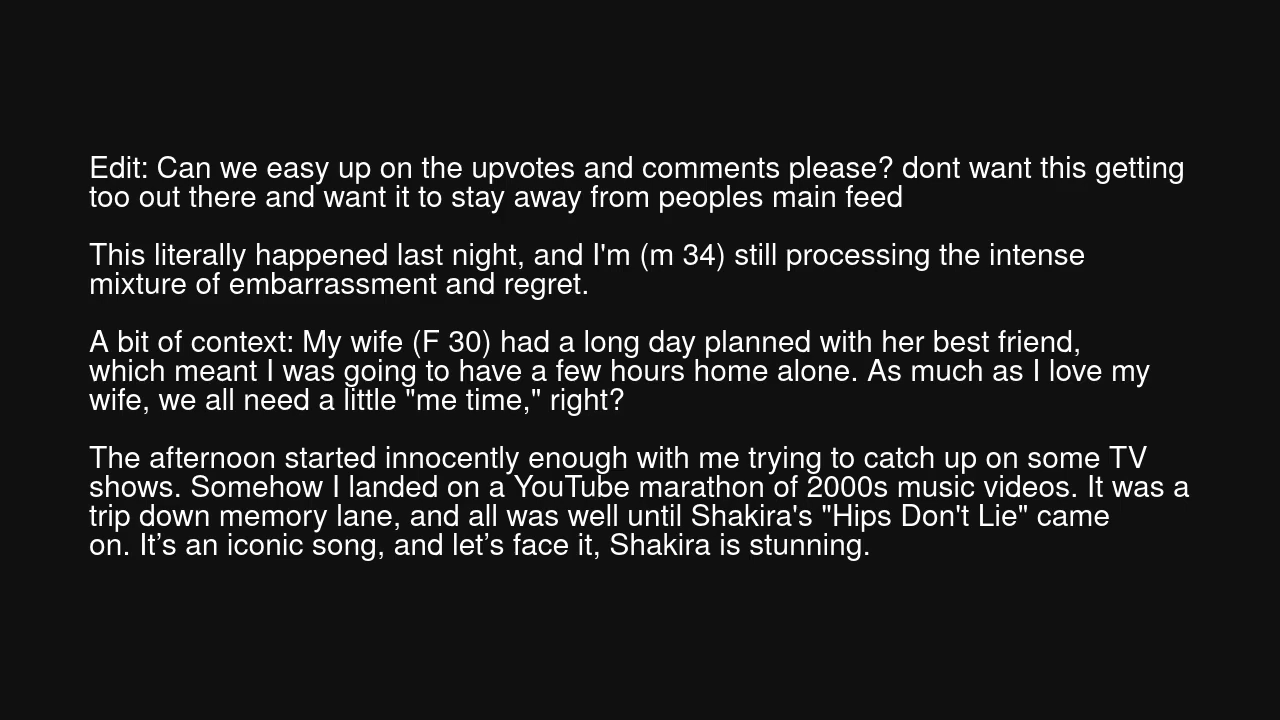 Edit: Can we easy up on the upvotes and comments please? dont want this getting
too out there and want it to stay away from peoples main feed
This literally happened last night, and I'm (m 34) still processing the intense
mixture of embarrassment and regret.
A bit of context: My wife (F 30) had a long day planned with her best friend,
which meant I was going to have a few hours home alone. As much as I love my
wife, we all need a little "me time," right?
The afternoon started innocently enough with me trying to catch up on some TV
shows. Somehow I landed on a YouTube marathon of 2000s music videos. It was a
trip down memory lane, and all was well until Shakira's "Hips Don't Lie" came
on. It’s an iconic song, and let’s face it, Shakira is stunning.